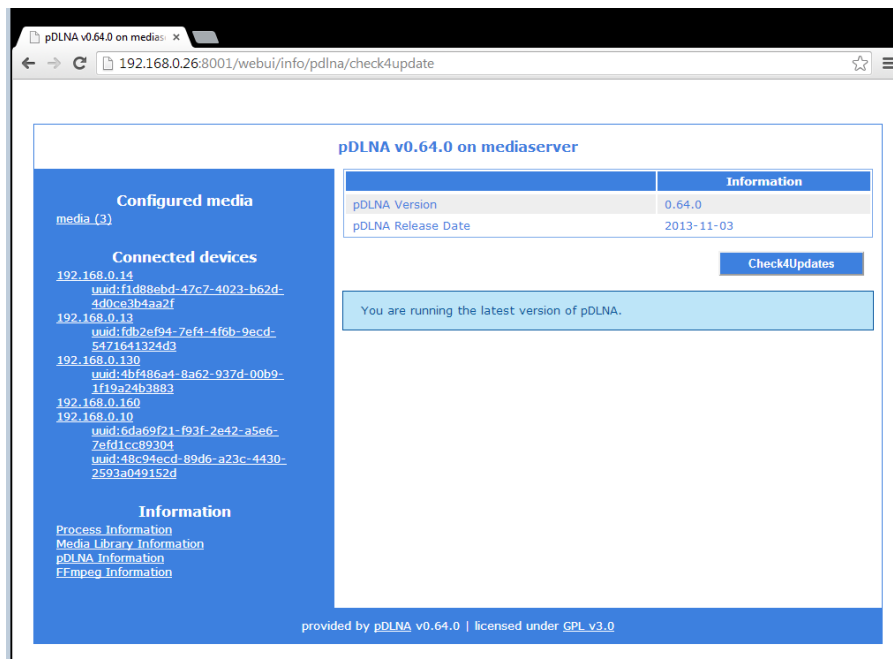 pDLNA v0.64.0 on medias
192.168.0.26:8001/webui/info/pdlna/check4update
pDLNA v0.64.0 on mediaserver
Configured media
media (3)
Connected devices
192.168.0.14
uuid:f1d88ebd-47c7-4023-b62d-
4d0ce3b4aa2f
192.168.0.13
uuid:fdb2ef94-7ef4-4f6b-9ecd-
5471641324d3
192.168.0.130
uuid:4bf486a4-8a62-937d-00b9-
1f19a24b3883
192.168.0.160
192.168.0.10
uuid:6da69f21-f93f-2e42-a5e6-
7efd1cc89304
uuid:48c94ecd-89d6-a23c-4430-
2593a049152d
Information
Process Information
Media Library Information
pDLNA Information
FFmpeg Information
Information
pDLNA Version 0.64.0
pDLNA Release Date 2013-11-03
Check4Updates
You are running the latest version of pDLNA.
provided by pDLNA v0.64.0 | licensed under GPL v3.0